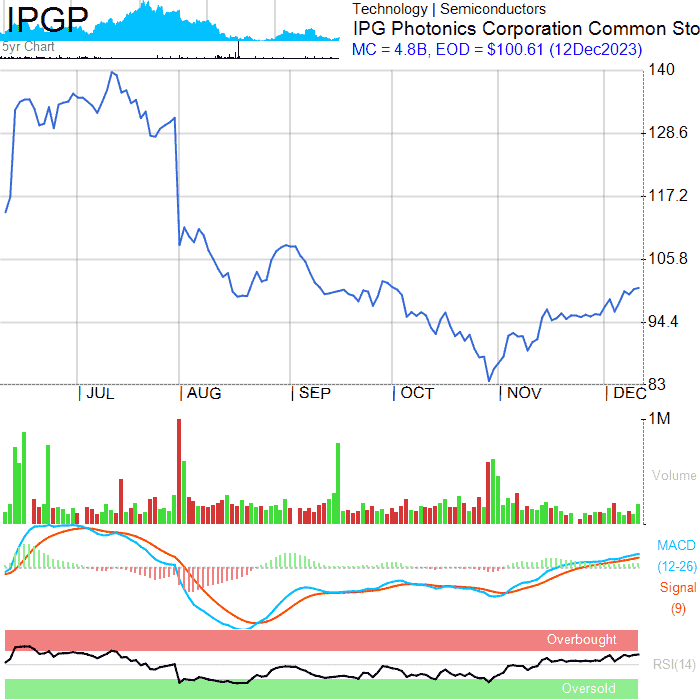 IPGP
5yr Chart
Technology | Semiconductors
IPG Photonics Corporation Common Sto
MC = 4.8B, EOD = $100.61 (12Dec2023)
140
128.6
117.2
105.8
94.4
83
JUL AUG SEP OCT NOV DEC
1M
Volume
MACD
(12-26)
Signal
(9)
Overbought
RSI(14)
Oversold